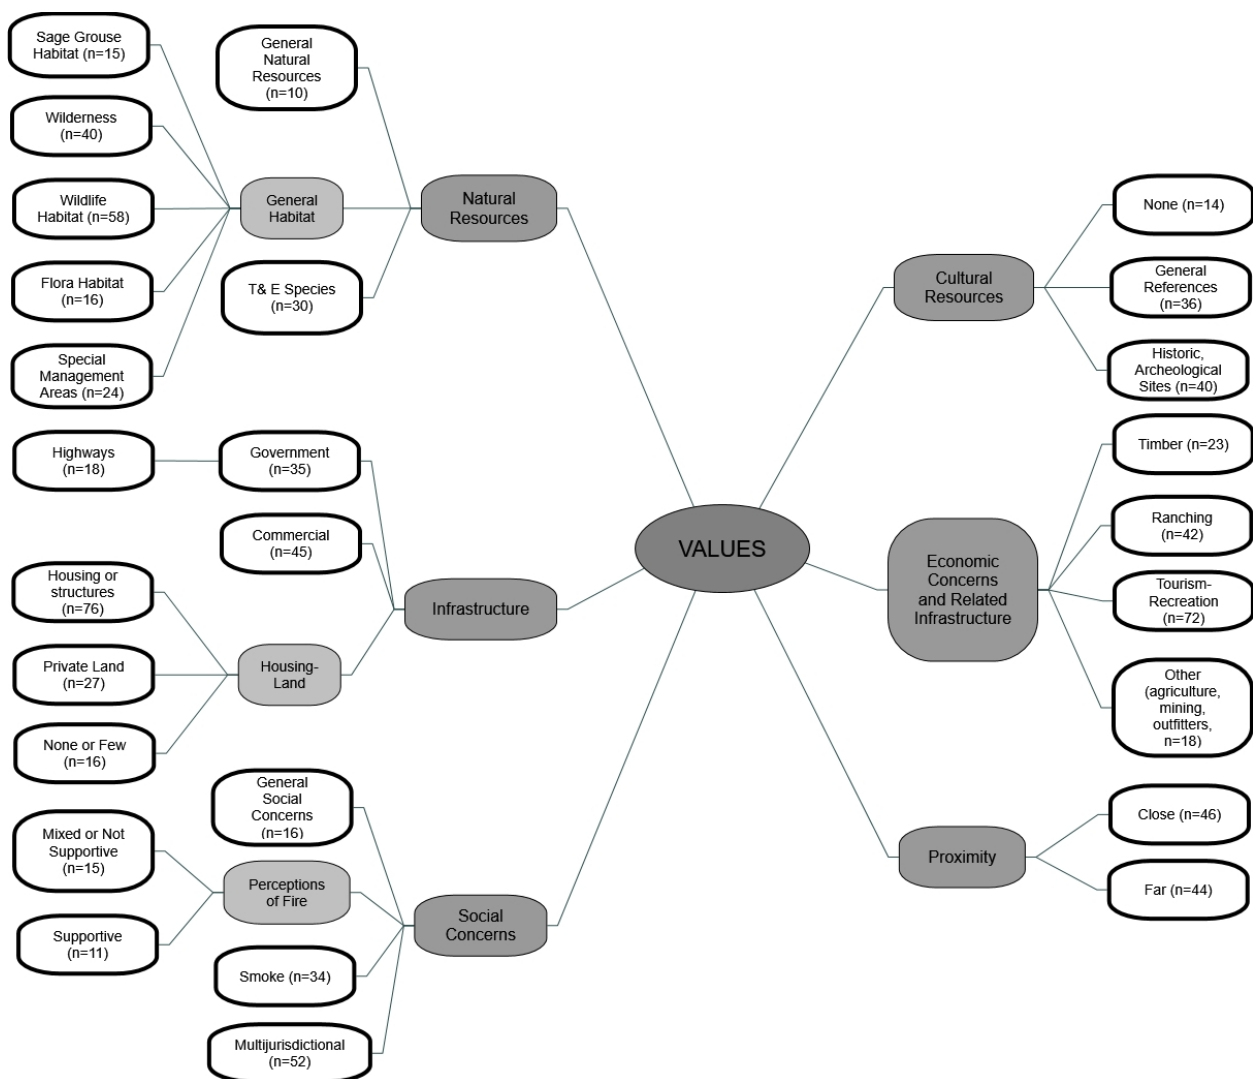 Sage Grouse
Habitat (n=15)
Wilderness
(n=40)
Wildlife
Habitat (n=58)
Flora Habitat
(n=16)
Special
Management
Areas (n=24)
General
Natural
Resources
(n=10)
General
Habitat
T& E Species
(n=30)
Natural
Resources
Highways
(n=18)
Government
(n=35)
Commercial
(n=45)
Housing or
structures
(n=76)
Private Land
(n=27)
None or Few
(n=16)
Housing-
Land
Infrastructure
General
Social
Concerns
(n=16)
Mixed or Not
Supportive
(n=15)
Supportive
(n=11)
Perceptions
of Fire
Smoke (n=34)
Multijurisdictional
(n=52)
Social
Concerns
VALUES
Cultural
Resources
None (n=14)
General
References
(n=36)
Historic,
Archeological
Sites (n=40)
Economic
Concerns
and Related
Infrastructure
Timber (n=23)
Ranching
(n=42)
Tourism-
Recreation
(n=72)
Other
(agriculture,
mining,
outfitters,
n=18)
Proximity
Close (n=46)
Far (n=44)